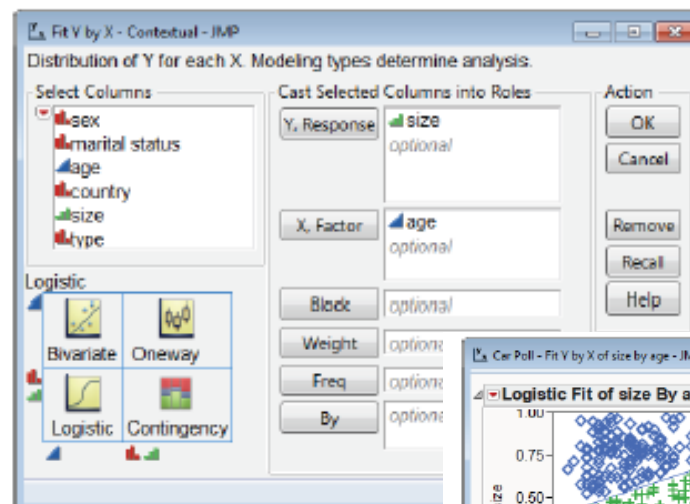 Fit Y by X - Contextual - JMP
Distribution of Y for each X. Modeling types determine analysis.
Select Columns
sex
marital status
age
country
size
type
Cast Selected Columns into Roles
Y, Response
size
optional
X, Factor
age
optional
Block
optional
Weight
Freq
By
Action
OK
Cancel
Remove
Recall
Help
Logistic
Bivariate Oneway
Logistic Contingency
Car Poll - Fit Y by X of size by age - 
Logistic Fit of size By
1.00
0.75
0.50
size